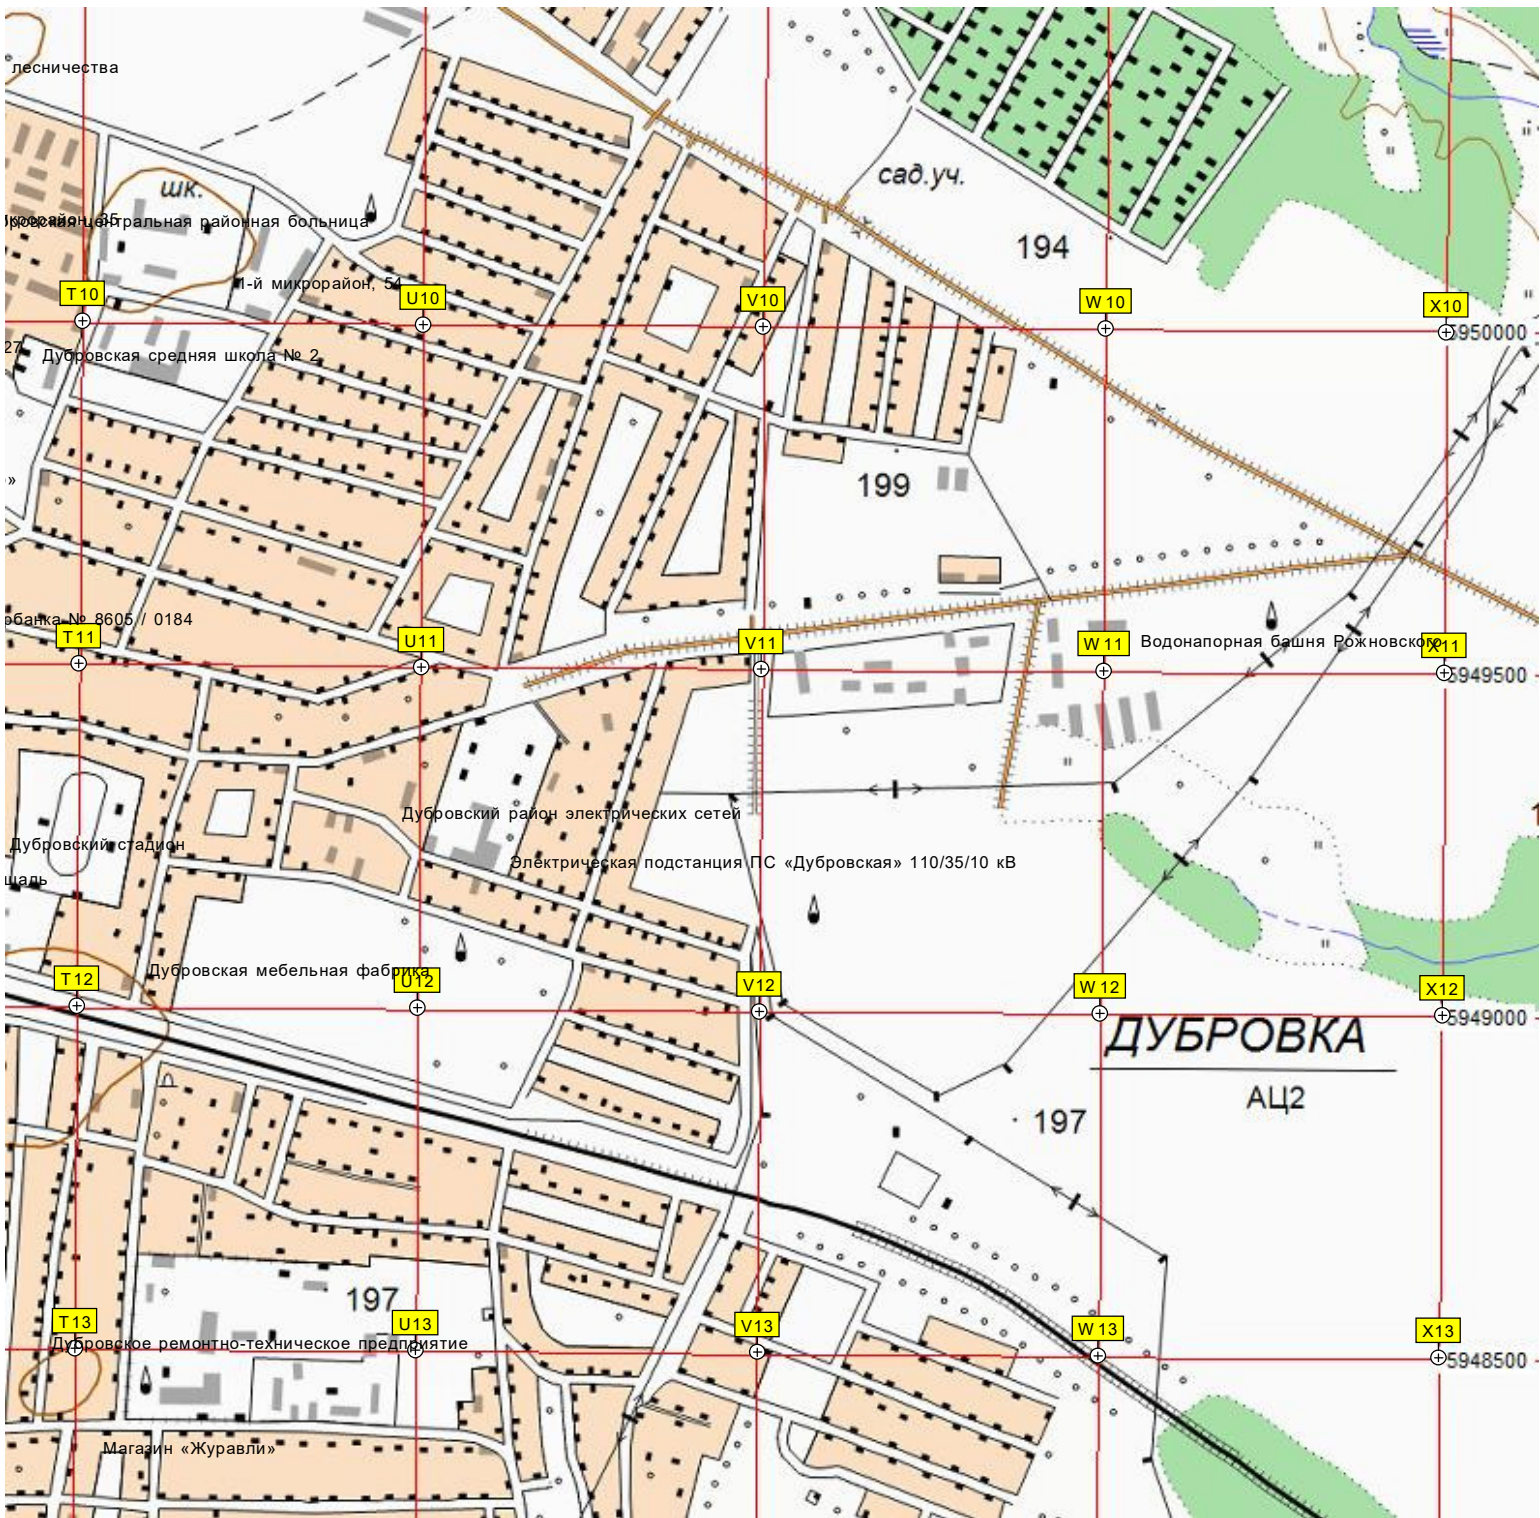 лесничества
шк.
сад.уч.
центральная районная больница
194
1-й микрорайон, 54
T10
U10
V10
W10
X10
5950000
27
Дубровская средняя школа № 2
»
199
№ 8605 / 0184
T11
U11
V11
W11
Водонапорная башня Рожновского
X11
5949500
Дубровский район электрических сетей
1
Дубровский стадион
Электрическая подстанция ПС «Дубровская» 110/35/10 кВ
щадь
Дубровская мебельная фабрика
T12
U12
V12
W12
X12
5949000
ДУБРОВКА
АЦ2
197
197
T13
U13
V13
W13
X13
Дубровское ремонтно-техническое предприятие
5948500
Магазин «Журавли»